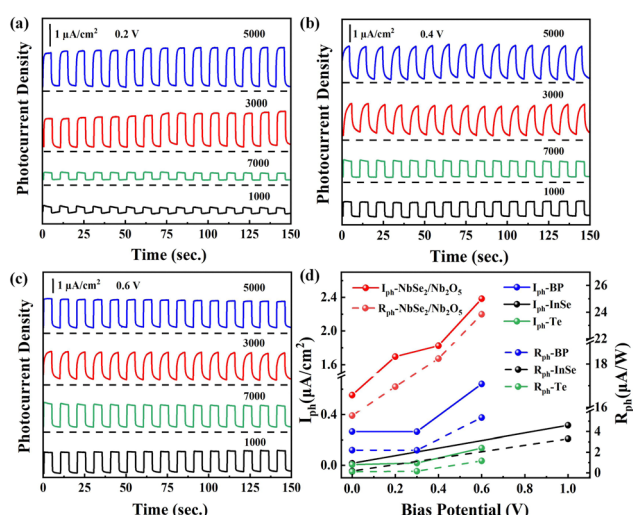 (a)
1 µA/cm² 0.2 V 5000
3000
7000
1000
Photocurrent Density
0 25 50 75 100 125 150
Time (sec.)
(b)
1 µA/cm² 0.4 V 5000
3000
7000
1000
Photocurrent Density
0 25 50 75 100 125 150
Time (sec.)
(c)
1 µA/cm² 0.6 V 5000
3000
7000
1000
Photocurrent Density
0 25 50 75 100 125 150
Time (sec.)
(d)
Iph-NbSe₂/Nb₂O₅
Rph-NbSe₂/Nb₂O₅
Iph-BP
Iph-InSe
Iph-Te
Rph-BP
Rph-InSe
Rph-Te
2.4
2.0
1.6
0.4
0.0
Iph(µA/cm²)
25
20
18
16
4
2
0
Rph(µA/W)
0.0 0.2 0.4 0.6 0.8 1.0
Bias Potential (V)